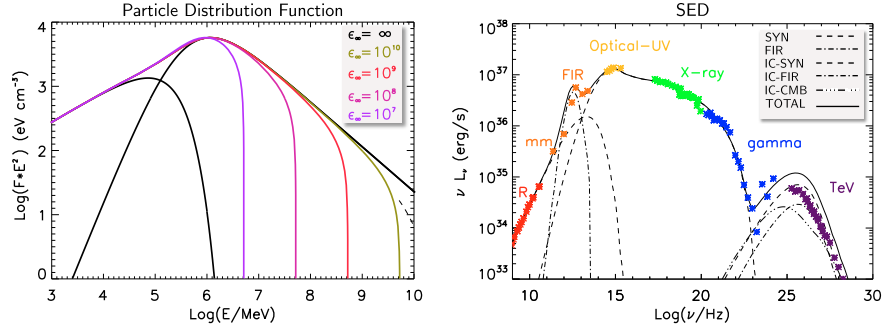 Particle Distribution Function
Log(F*E²) (eV cm⁻³)
4
3
2
1
0
ϵ∞= ∞
ϵ∞=10¹⁰
ϵ∞=10⁹
ϵ∞=10⁸
ϵ∞=10⁷
3 4 5 6 7 8 9 10
Log(E/MeV)
SED
ν Lᵥ (erg/s)
10³⁸
10³⁷
10³⁶
10³⁵
10³⁴
10³³
Optical-UV
FIR
X-ray
mm
gamma
R
TeV
SYN
FIR
IC-SYN
IC-FIR
IC-CMB
TOTAL
10 15 20 25 30
Log(ν/Hz)